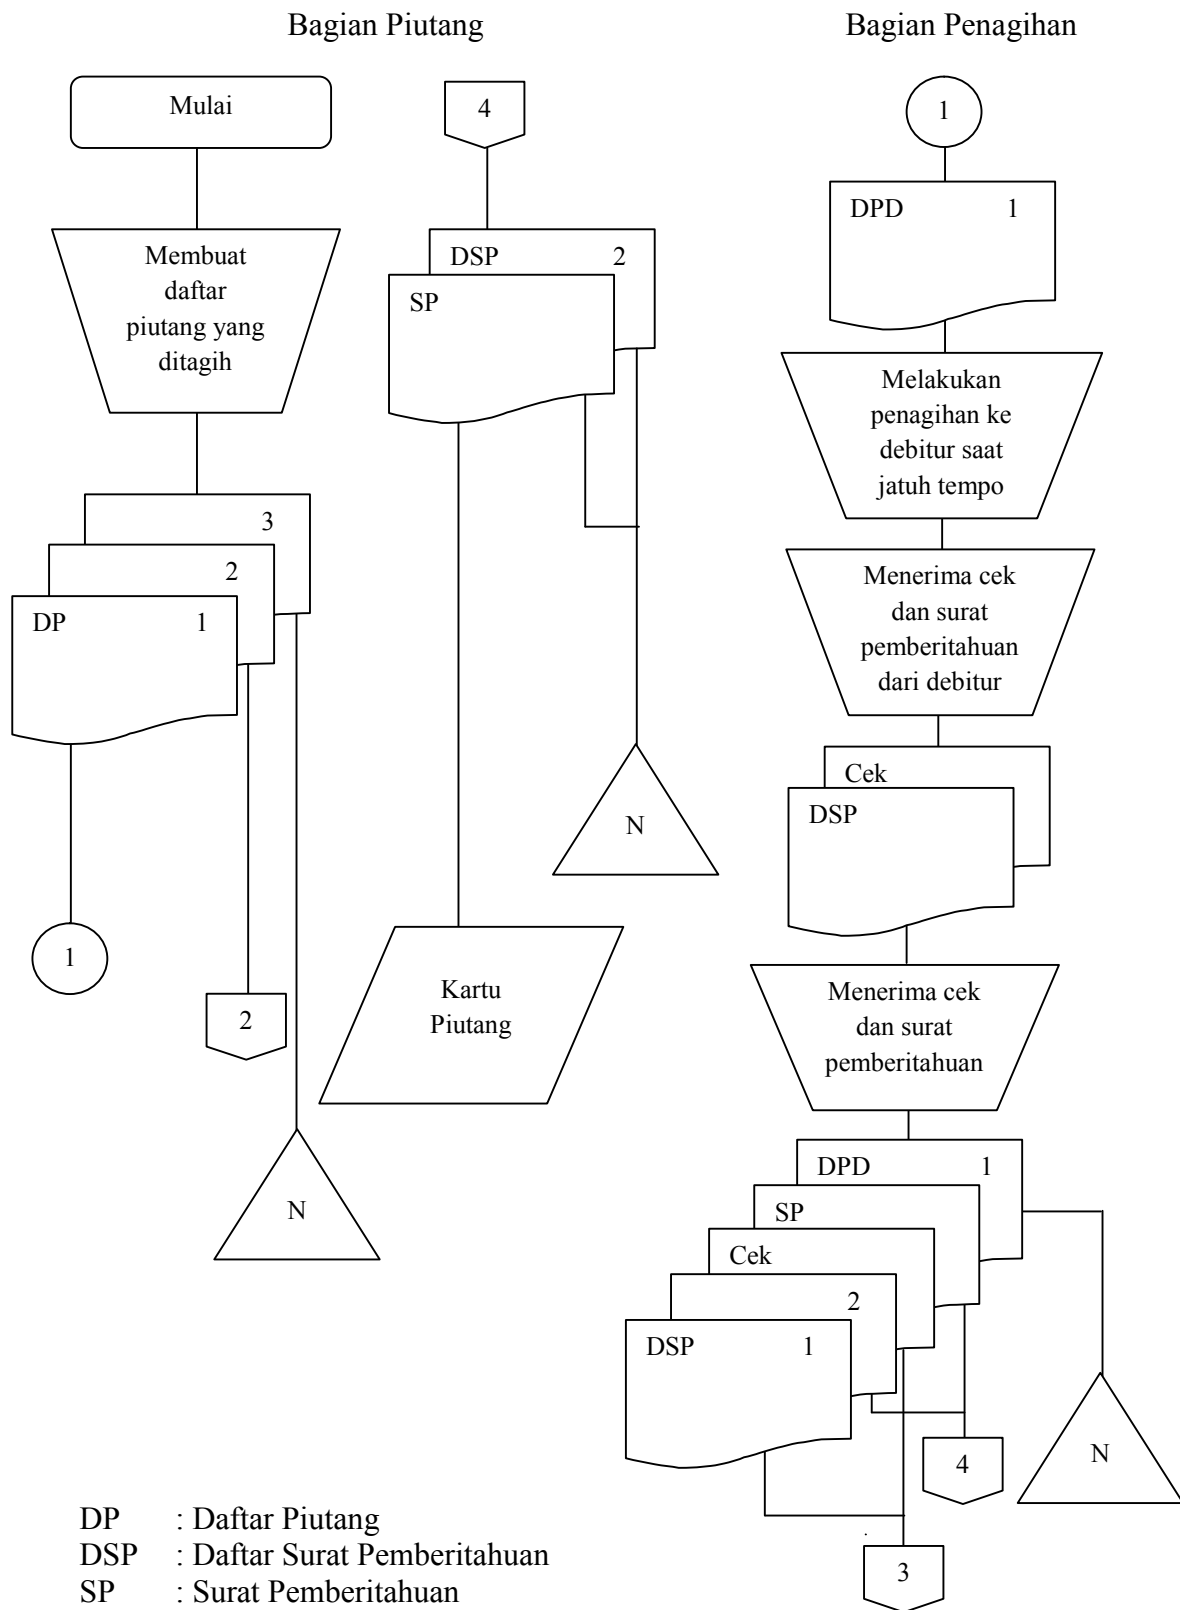 Bagian Piutang
Mulai
Membuat
daftar
piutang yang
ditagih
3
2
DP 1
1
2
N
4
DSP 2
SP
N
Kartu
Piutang
Bagian Penagihan
1
DPD 1
Melakukan
penagihan ke
debitur saat
jatuh tempo
Menerima cek
dan surat
pemberitahuan
dari debitur
Cek
DSP
Menerima cek
dan surat
pemberitahuan
DPD 1
SP
Cek
2
DSP 1
4
N
3
DP : Daftar Piutang
DSP : Daftar Surat Pemberitahuan
SP : Surat Pemberitahuan